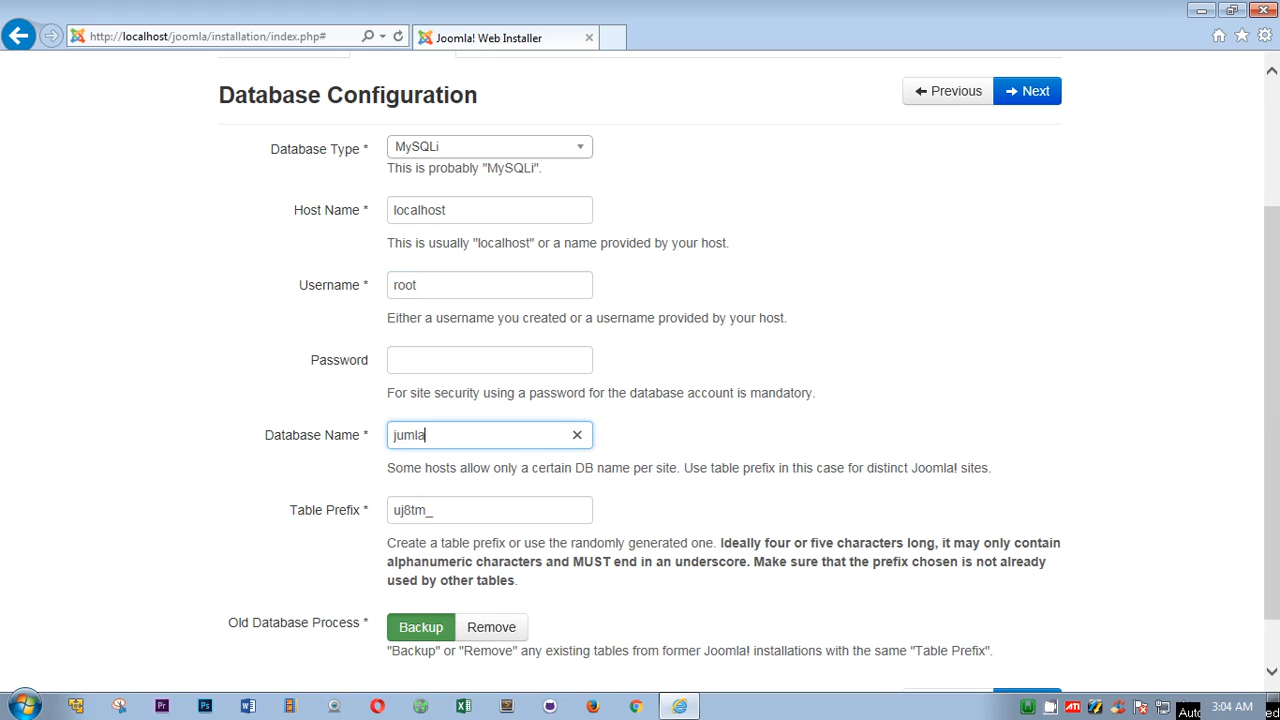 http://localhost/joomla/installation/index.php#
Joomla! Web Installer
Database Configuration
Previous
Next
Database Type *
MySQLi
This is probably "MySQLi".
Host Name *
localhost
This is usually "localhost" or a name provided by your host.
Username *
root
Either a username you created or a username provided by your host.
Password
For site security using a password for the database account is mandatory.
Database Name *
jumla
Some hosts allow only a certain DB name per site. Use table prefix in this case for distinct Joomla! sites.
Table Prefix *
uj8tm_
Create a table prefix or use the randomly generated one. Ideally four or five characters long, it may only contain
alphanumeric characters and MUST end in an underscore. Make sure that the prefix chosen is not already
used by other tables.
Old Database Process *
Backup
Remove
"Backup" or "Remove" any existing tables from former Joomla! installations with the same "Table Prefix".
Pr
Ps
ATI
3:04 AM
Auto
ed